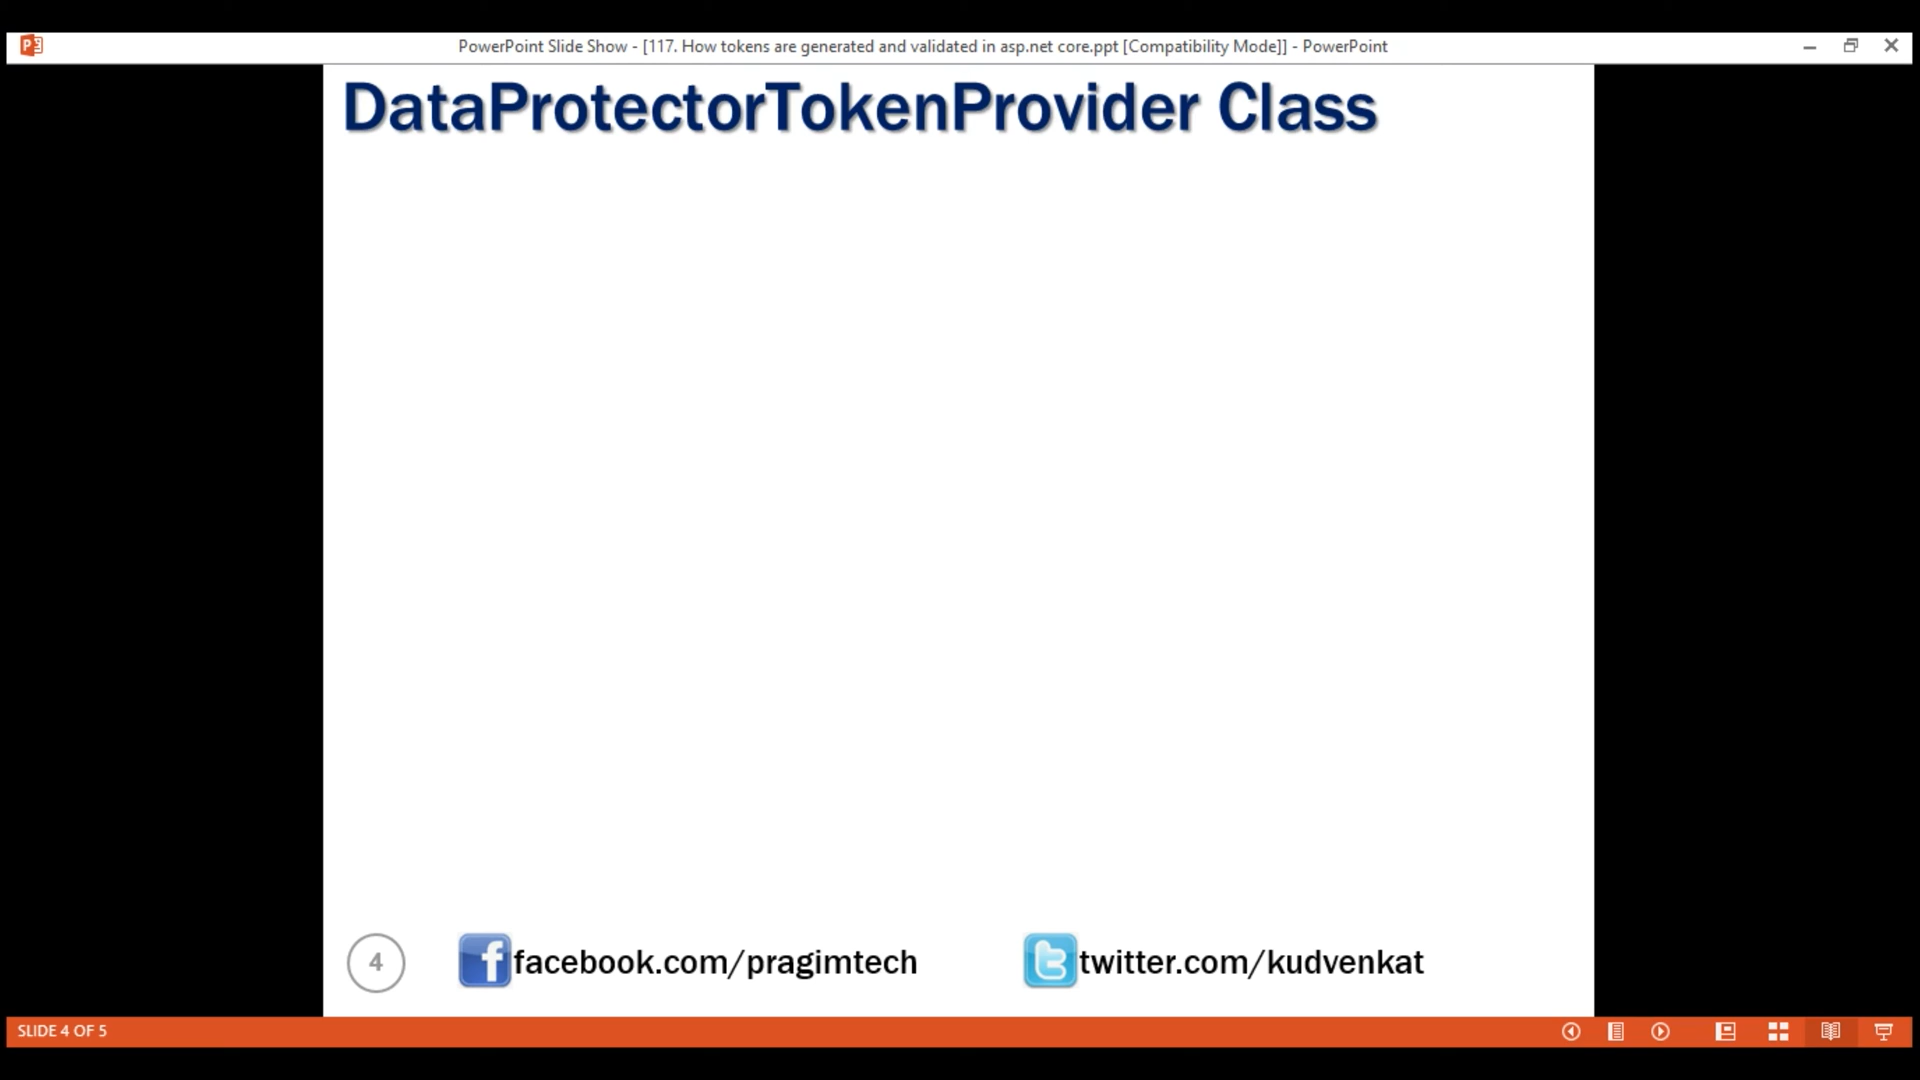 PowerPoint Slide Show - [117. How tokens are generated and validated in asp.net core.ppt [Compatibility Mode]] - PowerPoint
DataProtectorTokenProvider Class
4 facebook.com/pragimtech twitter.com/kudvenkat
SLIDE 4 OF 5